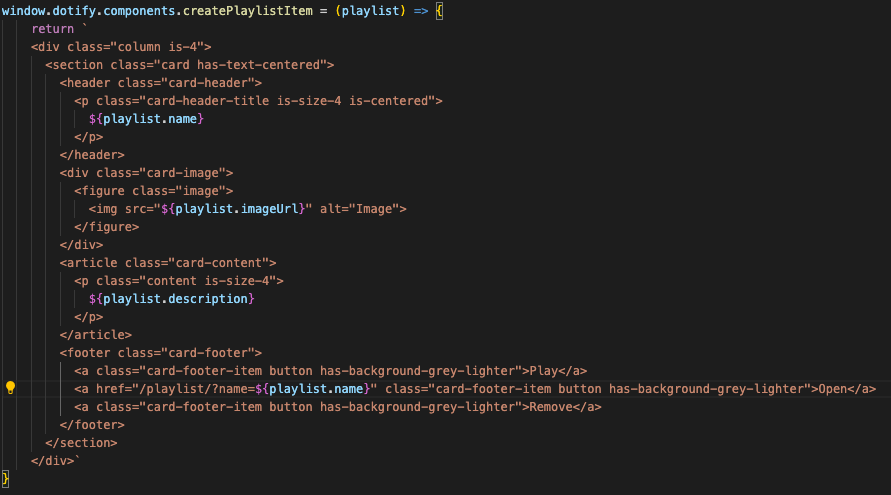 window.dotify.components.createPlaylistItem = (playlist) => {
    return `
    <div class="column is-4">
      <section class="card has-text-centered">
        <header class="card-header">
          <p class="card-header-title is-size-4 is-centered">
            ${playlist.name}
          </p>
        </header>
        <div class="card-image">
          <figure class="image">
            <img src="${playlist.imageUrl}" alt="Image">
          </figure>
        </div>
        <article class="card-content">
          <p class="content is-size-4">
            ${playlist.description}
          </p>
        </article>
        <footer class="card-footer">
          <a class="card-footer-item button has-background-grey-lighter">Play</a>
          <a href="/playlist/?name=${playlist.name}" class="card-footer-item button has-background-grey-lighter">Open</a>
          <a class="card-footer-item button has-background-grey-lighter">Remove</a>
        </footer>
      </section>
    </div>`
}